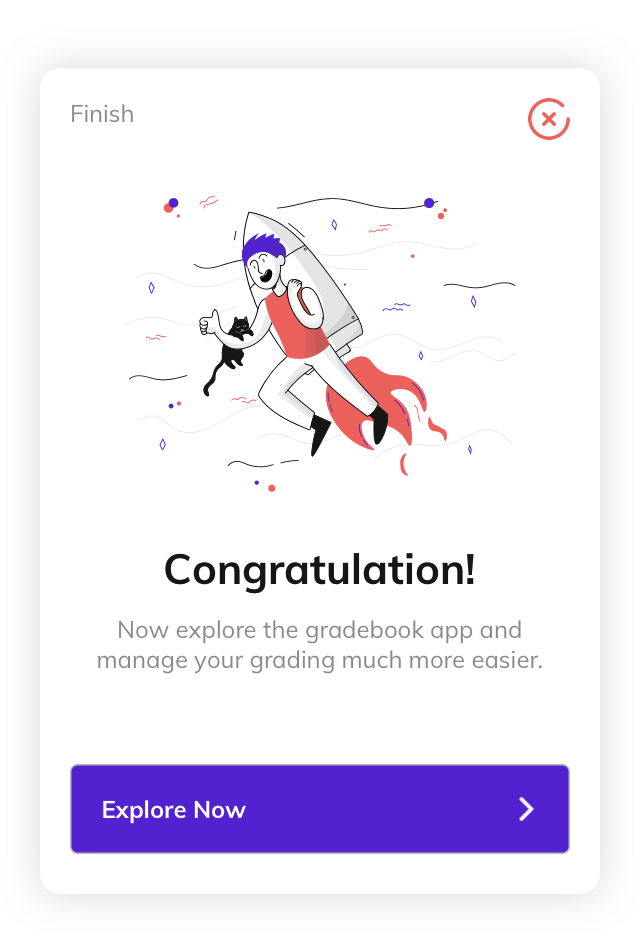 Finish
Congratulation!
Now explore the gradebook app and
manage your grading much more easier.
Explore Now